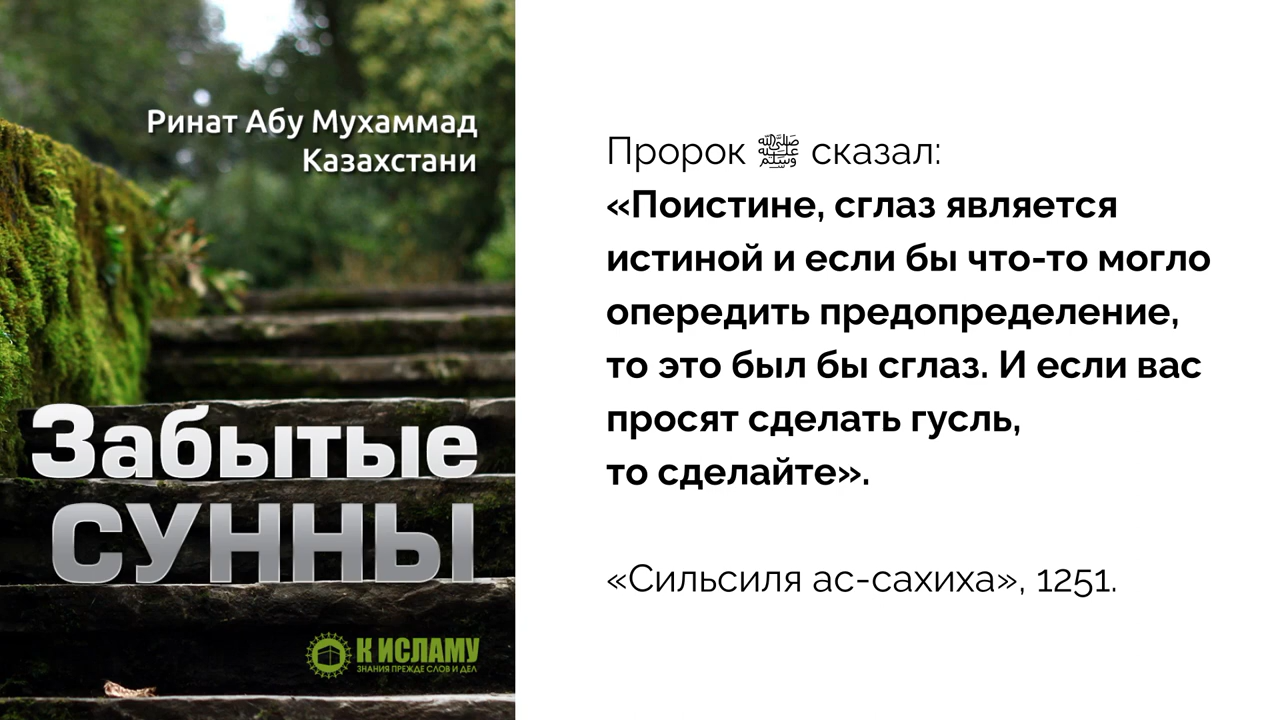 Ринат Абу Мухаммад
Казахстани
Забытые
СУННЫ
К ИСЛАМУ
ЗНАНИЯ ПРЕЖДЕ СЛОВ И ДЕЛ
Пророк ﷺ сказал:
«Поистине, сглаз является
истиной и если бы что-то могло
опередить предопределение,
то это был бы сглаз. И если вас
просят сделать гусль,
то сделайте».
«Сильсиля ас-сахиха», 1251.